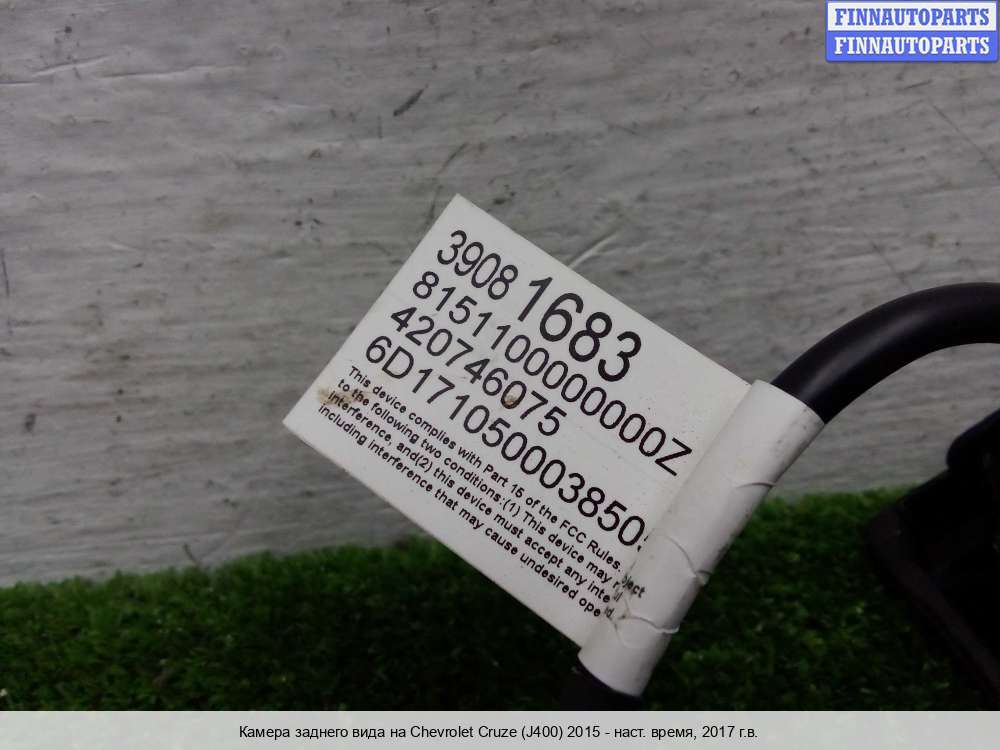 FINNAUTOPARTS
FINNAUTOPARTS
3908 1683
8151100000000Z
420746075
6D17105000385
This device complies with Part 15 of the FCC Rules.
to the following two conditions:(1) This device may
interference, and(2) this device must accept any
including interference that may cause undesired
Камера заднего вида на Chevrolet Cruze (J400) 2015 - наст. время, 2017 г.в.